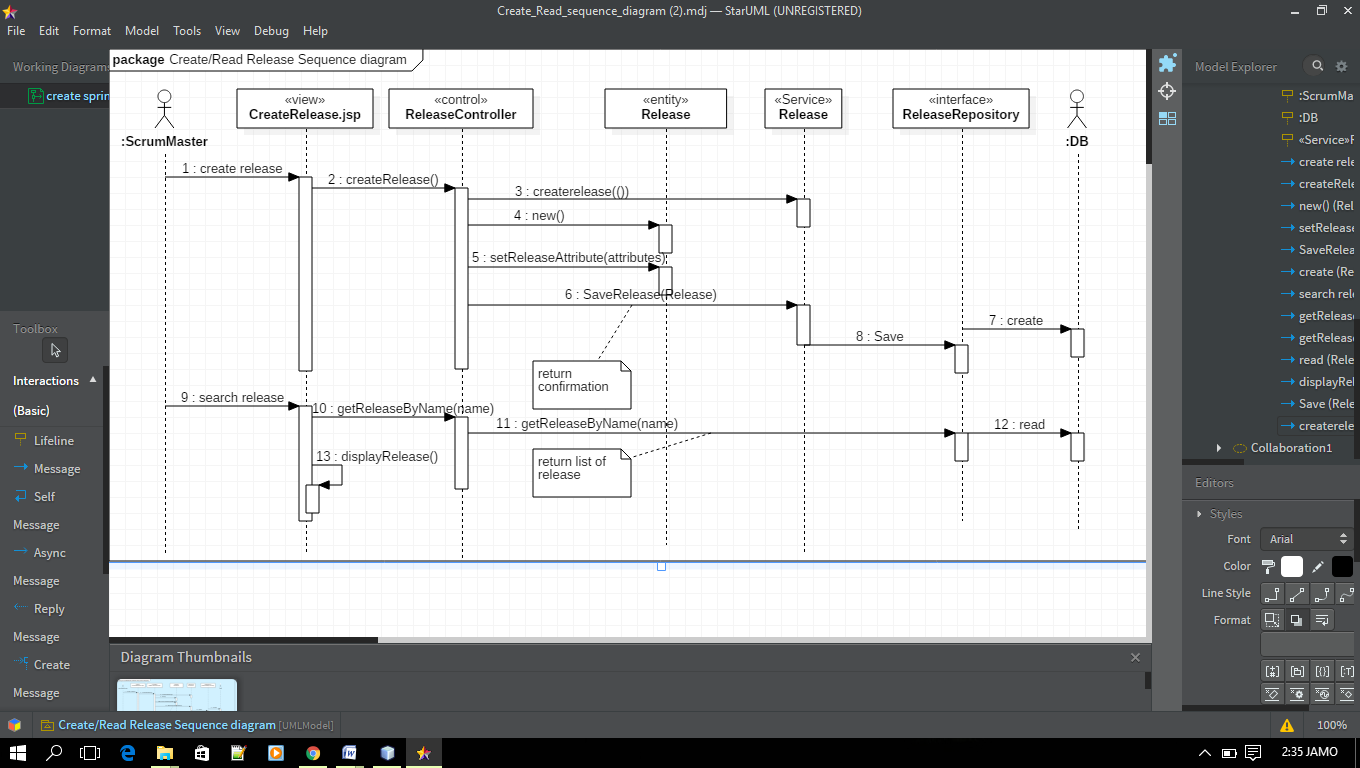 Create_Read_sequence_diagram (2).mdj — StarUML (UNREGISTERED)
File Edit Format Model Tools View Debug Help
Working Diagrams
create sprin
package Create/Read Release Sequence diagram
Model Explorer
«view»
CreateRelease.jsp
«control»
ReleaseController
«entity»
Release
«Service»
Release
«interface»
ReleaseRepository
:ScrumMaster
:DB
1 : create release
2 : createRelease()
3 : createrelease(())
4 : new()
5 : setReleaseAttribute(attributes)
6 : SaveRelease(Release)
7 : create
8 : Save
return
confirmation
9 : search release
10 : getReleaseByName(name)
11 : getReleaseByName(name)
12 : read
13 : displayRelease()
return list of
release
:ScrumMa
:DB
«Service»R
create rele
createRele
new() (Rel
setRelease
SaveRelea
create (Re
search rele
getRelease
getRelease
read (Rele
displayRel
Save (Rele
createrele
Collaboration1
Toolbox
Interactions
(Basic)
Lifeline
Message
Self
Message
Async
Message
Reply
Message
Create
Message
Editors
Styles
Font Arial
Color
Line Style
Format
Diagram Thumbnails
Create/Read Release Sequence diagram [UMLModel]
100%
2:35 JAMO